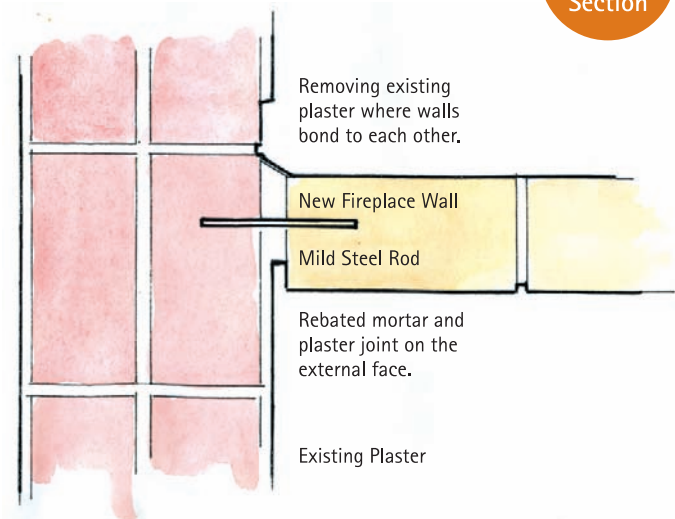 Section
Removing existing
plaster where walls
bond to each other.
New Fireplace Wall
Mild Steel Rod
Rebated mortar and
plaster joint on the
external face.
Existing Plaster